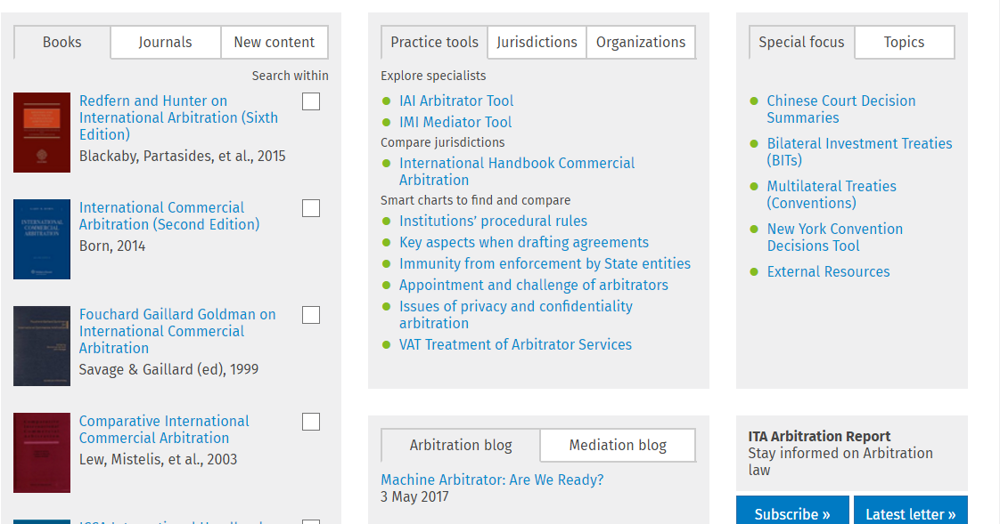 Books
Journals
New content
Search within
Redfern and Hunter on
International Arbitration (Sixth
Edition)
Blackaby, Partasides, et al., 2015
INTERNATIONAL
COMMERCIAL
ARBITRATION
International Commercial
Arbitration (Second Edition)
Born, 2014
Fouchard Gaillard Goldman on
International Commercial
Arbitration
Savage & Gaillard (ed), 1999
Comparative International
Commercial Arbitration
Lew, Mistelis, et al., 2003
Practice tools
Jurisdictions
Organizations
Explore specialists
IAI Arbitrator Tool
IMI Mediator Tool
Compare jurisdictions
International Handbook Commercial
Arbitration
Smart charts to find and compare
Institutions’ procedural rules
Key aspects when drafting agreements
Immunity from enforcement by State entities
Appointment and challenge of arbitrators
Issues of privacy and confidentiality
arbitration
VAT Treatment of Arbitrator Services
Arbitration blog
Mediation blog
Machine Arbitrator: Are We Ready?
3 May 2017
Special focus
Topics
Chinese Court Decision
Summaries
Bilateral Investment Treaties
(BITs)
Multilateral Treaties
(Conventions)
New York Convention
Decisions Tool
External Resources
ITA Arbitration Report
Stay informed on Arbitration
law
Subscribe »
Latest letter »